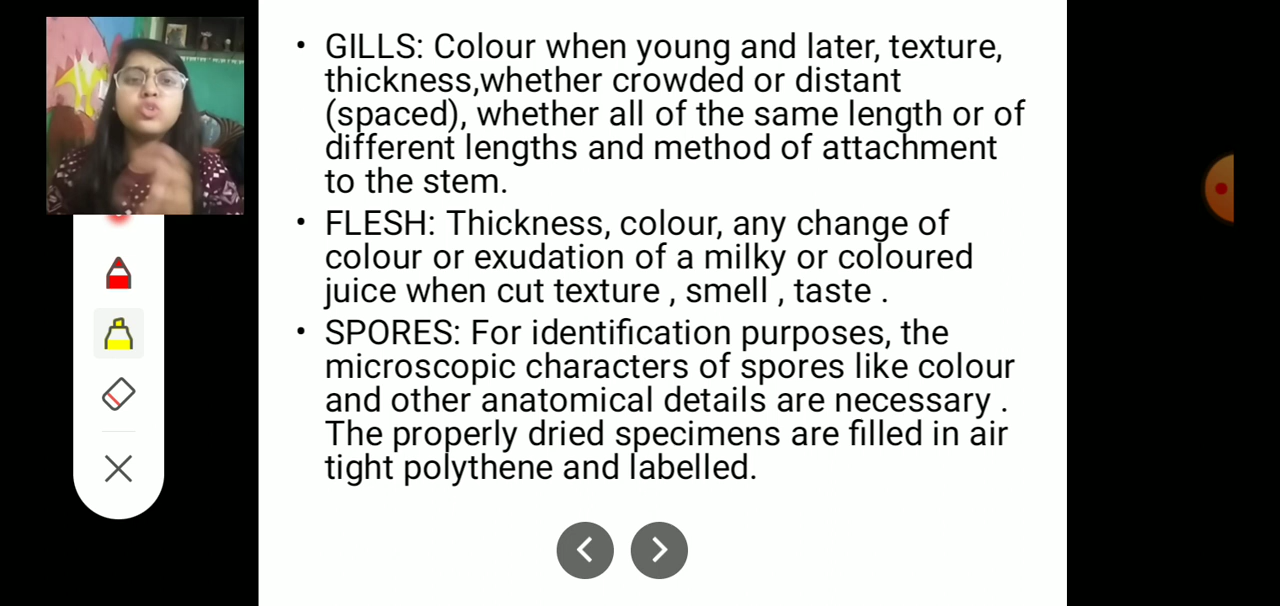 • GILLS: Colour when young and later, texture,
thickness,whether crowded or distant
(spaced), whether all of the same length or of
different lengths and method of attachment
to the stem.
• FLESH: Thickness, colour, any change of
colour or exudation of a milky or coloured
juice when cut texture , smell , taste .
• SPORES: For identification purposes, the
microscopic characters of spores like colour
and other anatomical details are necessary .
The properly dried specimens are filled in air
tight polythene and labelled.